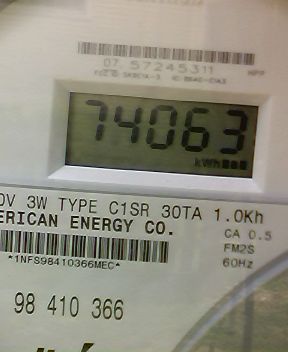 07 57245311
74063
kWh
0V 3W TYPE C1SR 30TA 1.0Kh
ERICAN ENERGY CO.
CA 0.5
FM2S
*1NFS98410366MEC*
60Hz
98 410 366